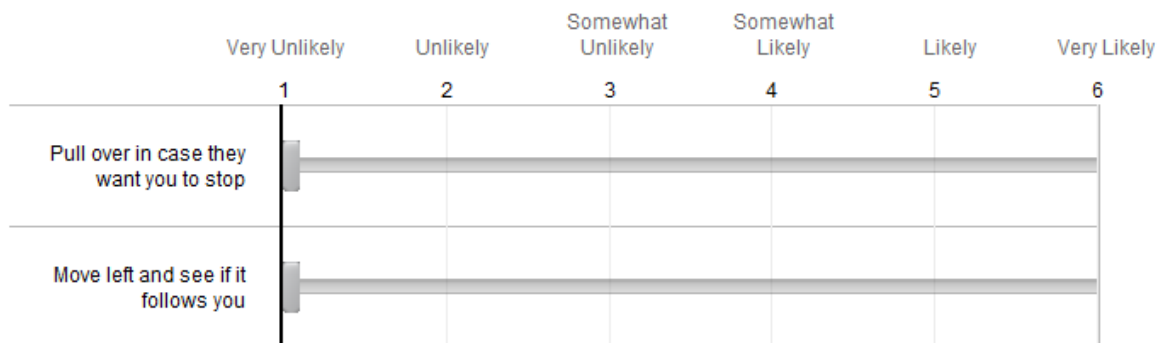 Very Unlikely Unlikely Somewhat Unlikely Somewhat Likely Likely Very Likely
1 2 3 4 5 6
Pull over in case they
want you to stop
Move left and see if it
follows you